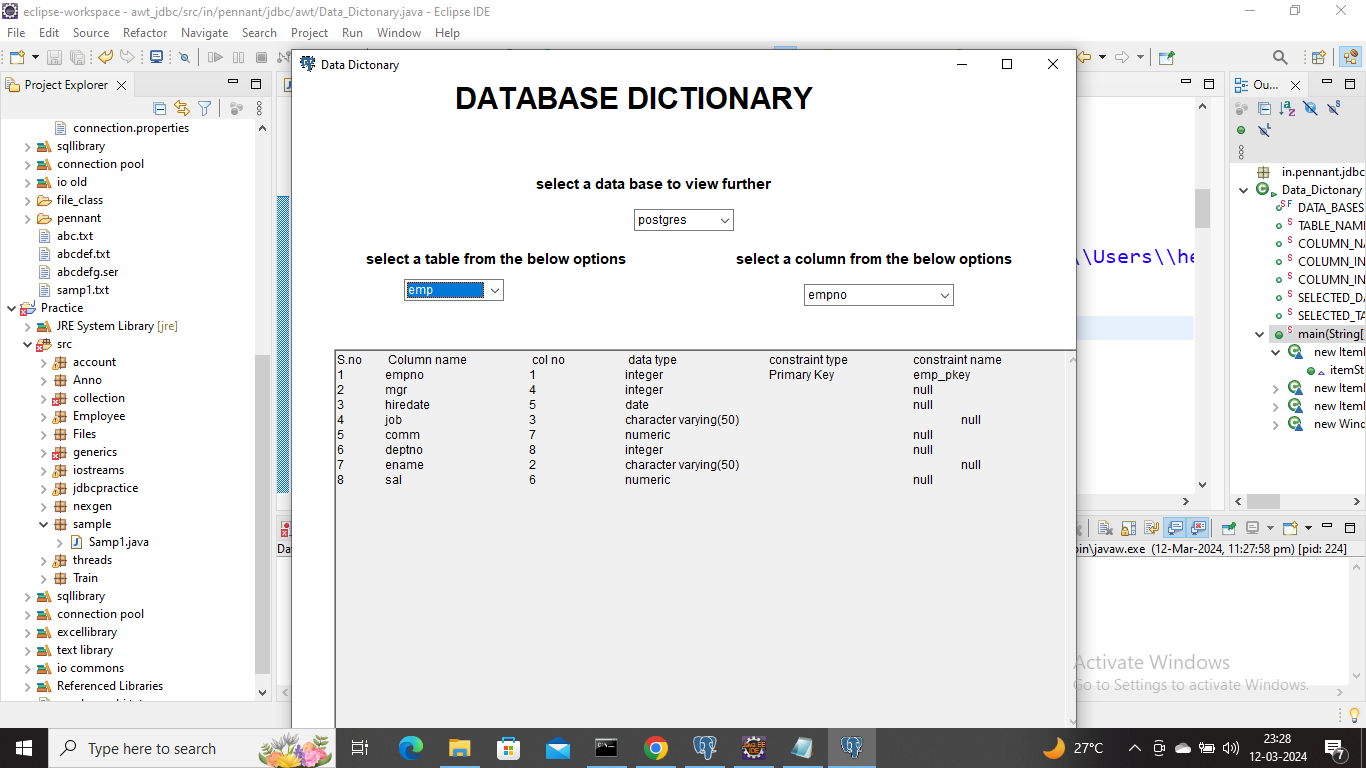 eclipse-workspace - awt_jdbc/src/in/pennant/jdbc/awt/Data_Dictonary.java - Eclipse IDE
File Edit Source Refactor Navigate Search Project Run Window Help
Project Explorer
connection.properties
sqllibrary
connection pool
io old
file_class
pennant
abc.txt
abcdef.txt
abcdefg.ser
samp1.txt
Practice
JRE System Library [jre]
src
account
Anno
collection
Employee
Files
generics
iostreams
jdbcpractice
nexgen
sample
Samp1.java
threads
Train
sqllibrary
connection pool
excellibrary
text library
io commons
Referenced Libraries
Data Dictonary
DATABASE DICTIONARY
select a data base to view further
postgres
select a table from the below options
select a column from the below options
emp
empno
S.no Column name col no data type constraint type constraint name
1 empno 1 integer Primary Key emp_pkey
2 mgr 4 integer null
3 hiredate 5 date null
4 job 3 character varying(50) null
5 comm 7 numeric null
6 deptno 8 integer null
7 ename 2 character varying(50) null
8 sal 6 numeric null
\\Users\\he
Da
bin\javaw.exe (12-Mar-2024, 11:27:58 pm) [pid: 224]
Ou...
in.pennant.jdbc
Data_Dictonary
DATA_BASES
TABLE_NAM
COLUMN_NA
COLUMN_IN
COLUMN_IN
SELECTED_DA
SELECTED_TA
main(String[
new ItemI
itemSt
new ItemI
new ItemI
new Wind
Activate Windows
Go to Settings to activate Windows.
Type here to search
27°C
23:28
12-03-2024
7